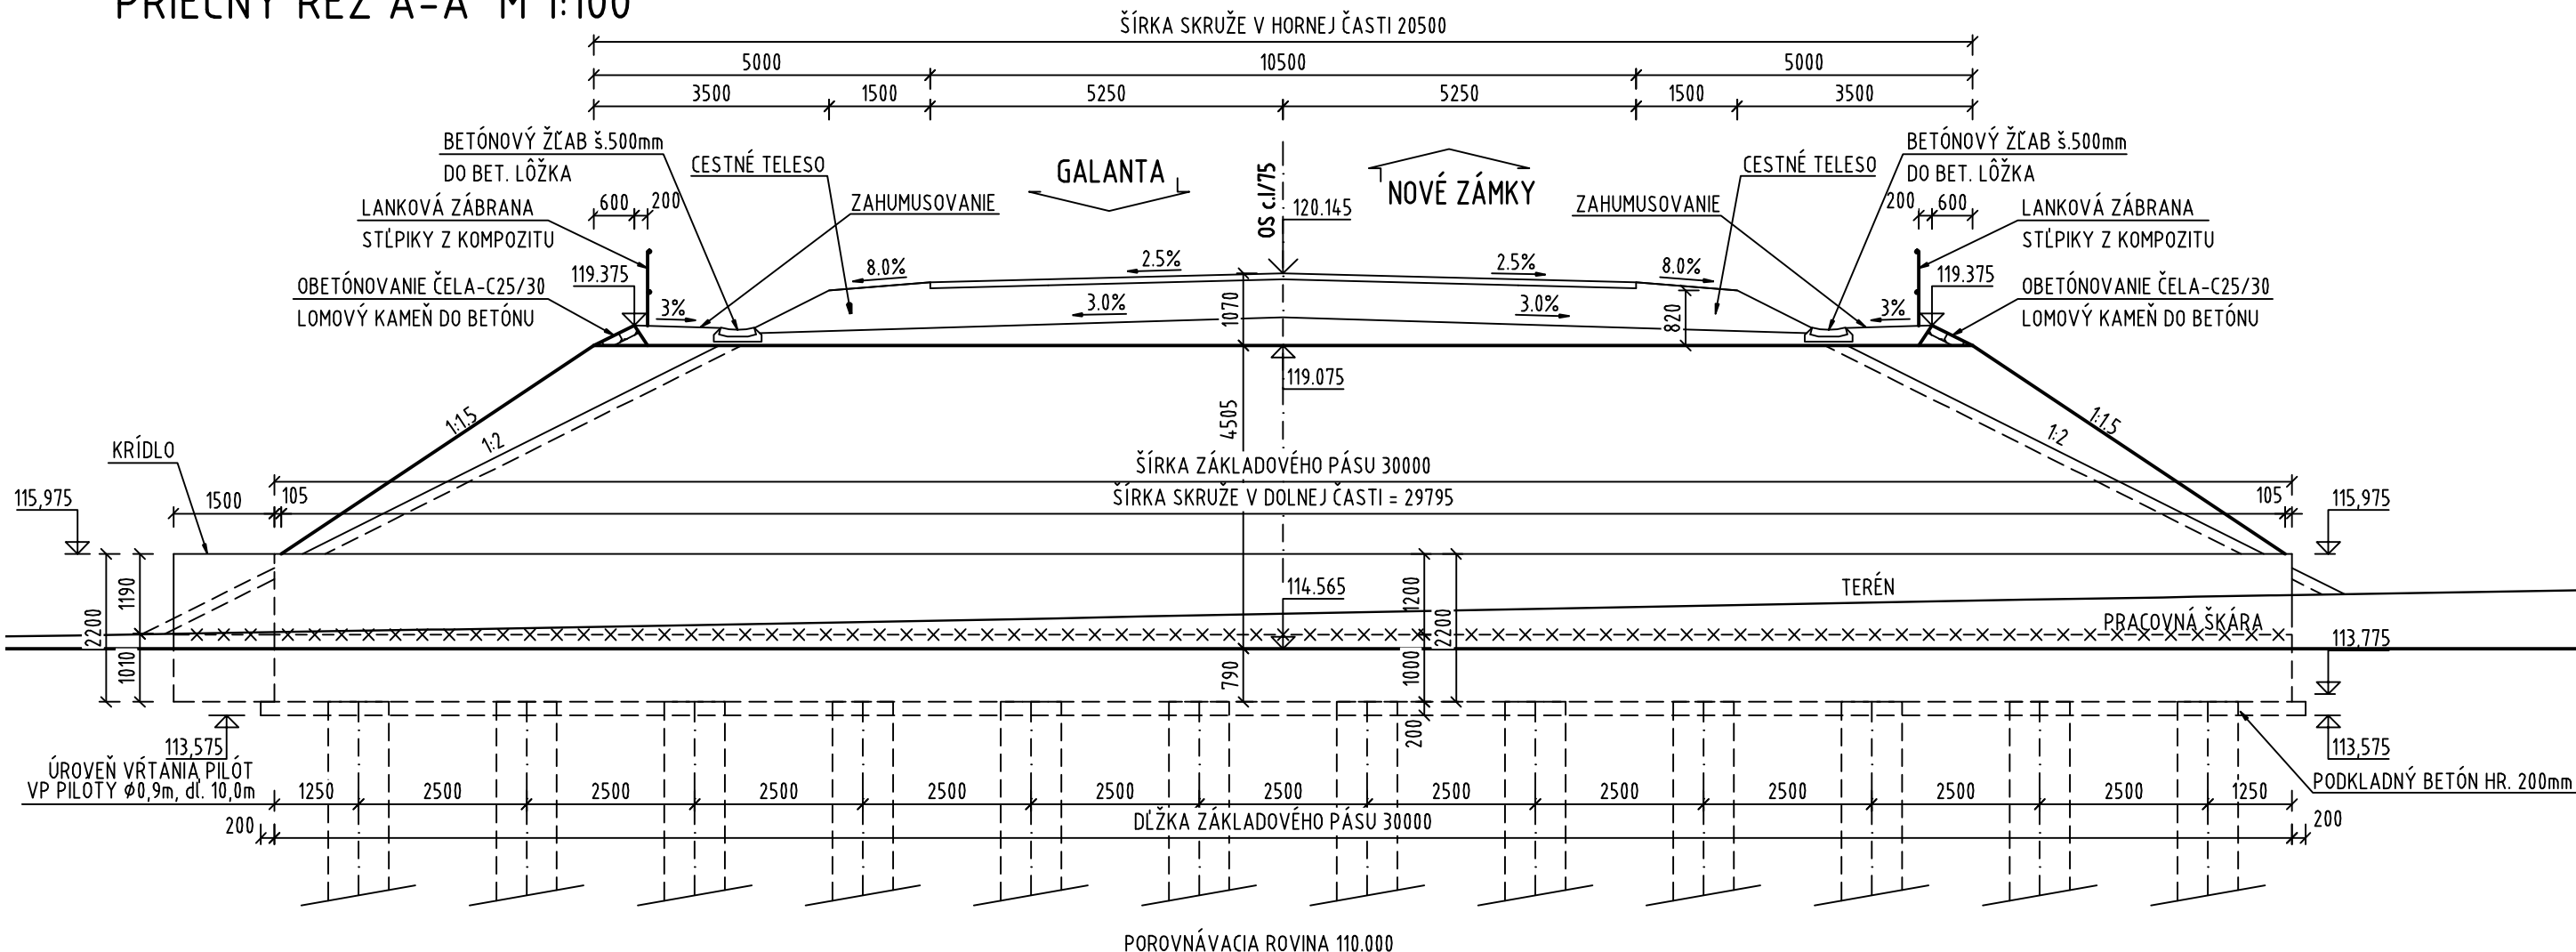 PRIEČNY REZ A-A M 1:100
ŠÍRKA SKRUŽE V HORNEJ ČASTI 20500
5000 10500 5000
3500 1500 5250 5250 1500 3500
BETÓNOVÝ ŽĽAB š.500mm
DO BET. LÔŽKA
CESTNÉ TELESO
GALANTA
OS c.I/75
NOVÉ ZÁMKY
CESTNÉ TELESO
BETÓNOVÝ ŽĽAB š.500mm
DO BET. LÔŽKA
600 200
LANKOVÁ ZÁBRANA
STĹPIKY Z KOMPOZITU
ZAHUMUSOVANIE
120.145
ZAHUMUSOVANIE
200 600
LANKOVÁ ZÁBRANA
STĹPIKY Z KOMPOZITU
119.375
8.0% 2.5% 2.5% 8.0%
119.375
OBETÓNOVANIE ČELA-C25/30
LOMOVÝ KAMEŇ DO BETÓNU
3% 3.0% 1070 3.0% 820 3%
OBETÓNOVANIE ČELA-C25/30
LOMOVÝ KAMEŇ DO BETÓNU
119.075
1:1.5 1:2 4505 1:2 1:1.5
KRÍDLO
ŠÍRKA ZÁKLADOVÉHO PÁSU 30000
115,975 1500 105
ŠÍRKA SKRUŽE V DOLNEJ ČASTI = 29795
105 115,975
2200 1190 1010
114.565
1200 2200 1000
TERÉN
PRACOVNÁ ŠKÁRA
113,775
790
200
113,575
113,575
ÚROVEŇ VŔTANIA PILÓT
VP PILOTY Ø0,9m, dĺ. 10,0m
1250 2500 2500 2500 2500 2500 2500 2500 2500 2500 2500 2500 1250
PODKLADNÝ BETÓN HR. 200mm
200
DĹŽKA ZÁKLADOVÉHO PÁSU 30000
200
POROVNÁVACIA ROVINA 110.000